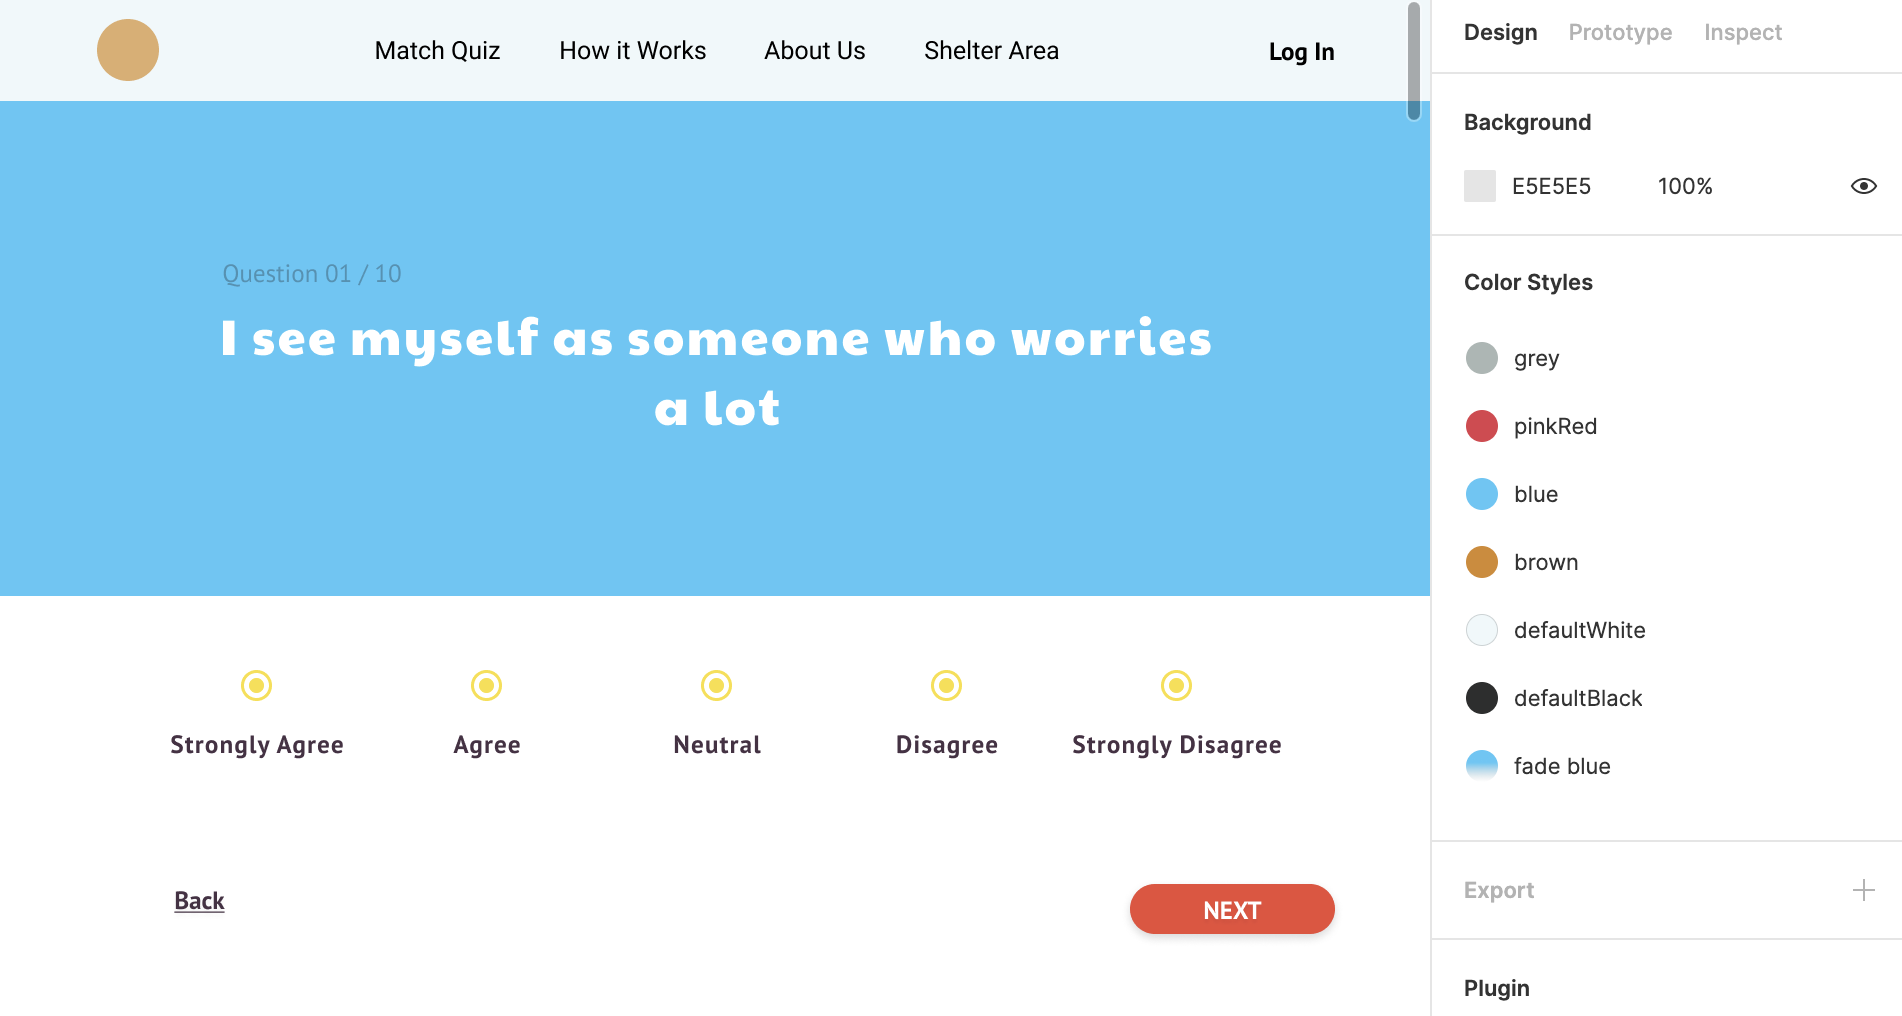 Match Quiz How it Works About Us Shelter Area Log In
Question 01 / 10
I see myself as someone who worries
a lot
Strongly Agree Agree Neutral Disagree Strongly Disagree
Back NEXT
Design Prototype Inspect
Background
E5E5E5 100%
Color Styles
grey
pinkRed
blue
brown
defaultWhite
defaultBlack
fade blue
Export
Plugin